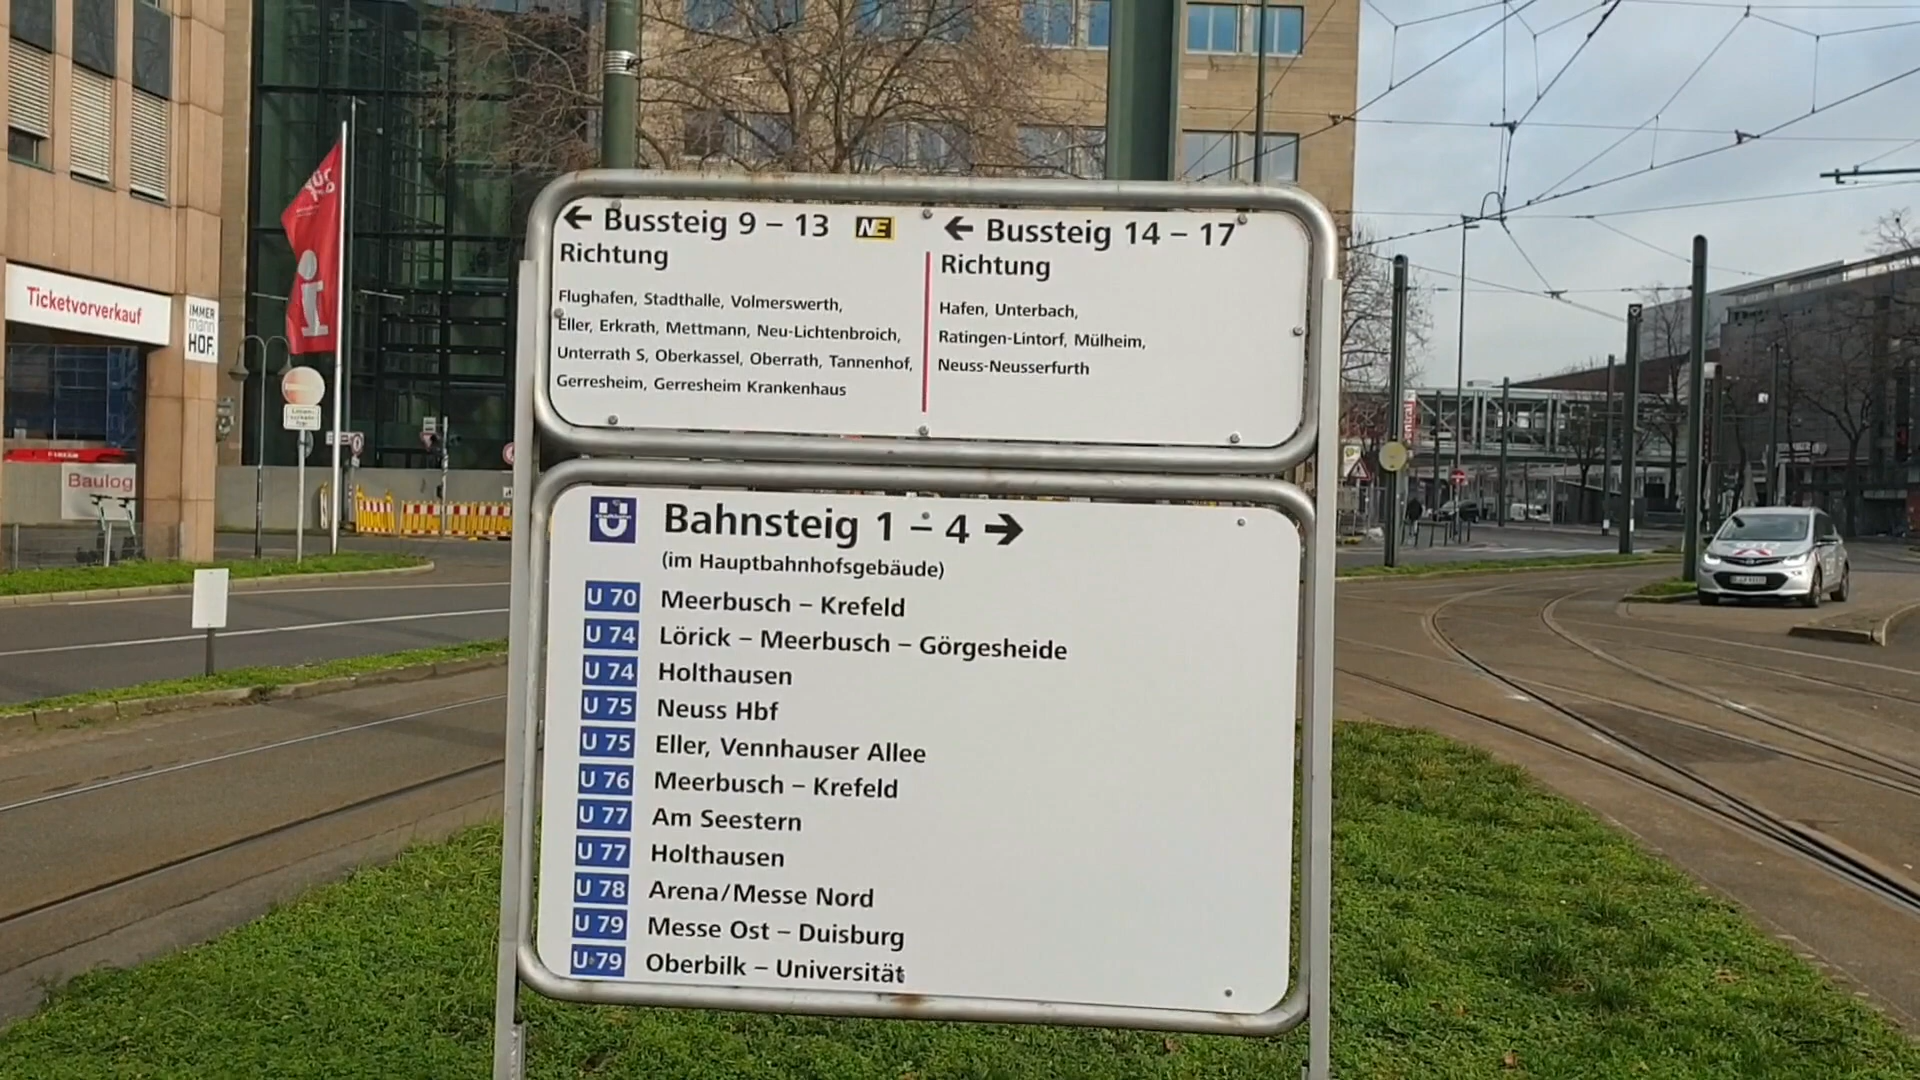 Bussteig 9 – 13 NE
Richtung
Flughafen, Stadthalle, Volmerswerth,
Eller, Erkrath, Mettmann, Neu-Lichtenbroich,
Unterrath S, Oberkassel, Oberrath, Tannenhof,
Gerresheim, Gerresheim Krankenhaus
Bussteig 14 – 17
Richtung
Hafen, Unterbach,
Ratingen-Lintorf, Mülheim,
Neuss-Neusserfurth
U Bahnsteig 1 – 4
(im Hauptbahnhofsgebäude)
U 70 Meerbusch – Krefeld
U 74 Lörick – Meerbusch – Görgesheide
U 74 Holthausen
U 75 Neuss Hbf
U 75 Eller, Vennhauser Allee
U 76 Meerbusch – Krefeld
U 77 Am Seestern
U 77 Holthausen
U 78 Arena/Messe Nord
U 79 Messe Ost – Duisburg
U 79 Oberbilk – Universität
Ticketvorverkauf
IMMER
mann
HOF.
Baulog
i